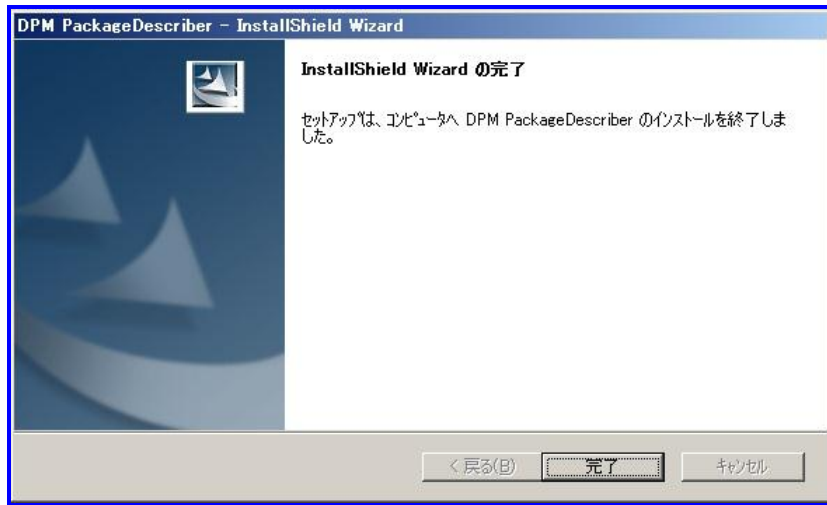 DPM PackageDescriber - InstallShield Wizard
InstallShield Wizard の完了
セットアップは、コンピュータへ DPM PackageDescriber のインストールを終了しま
した。
< 戻る(B)
完了
キャンセル